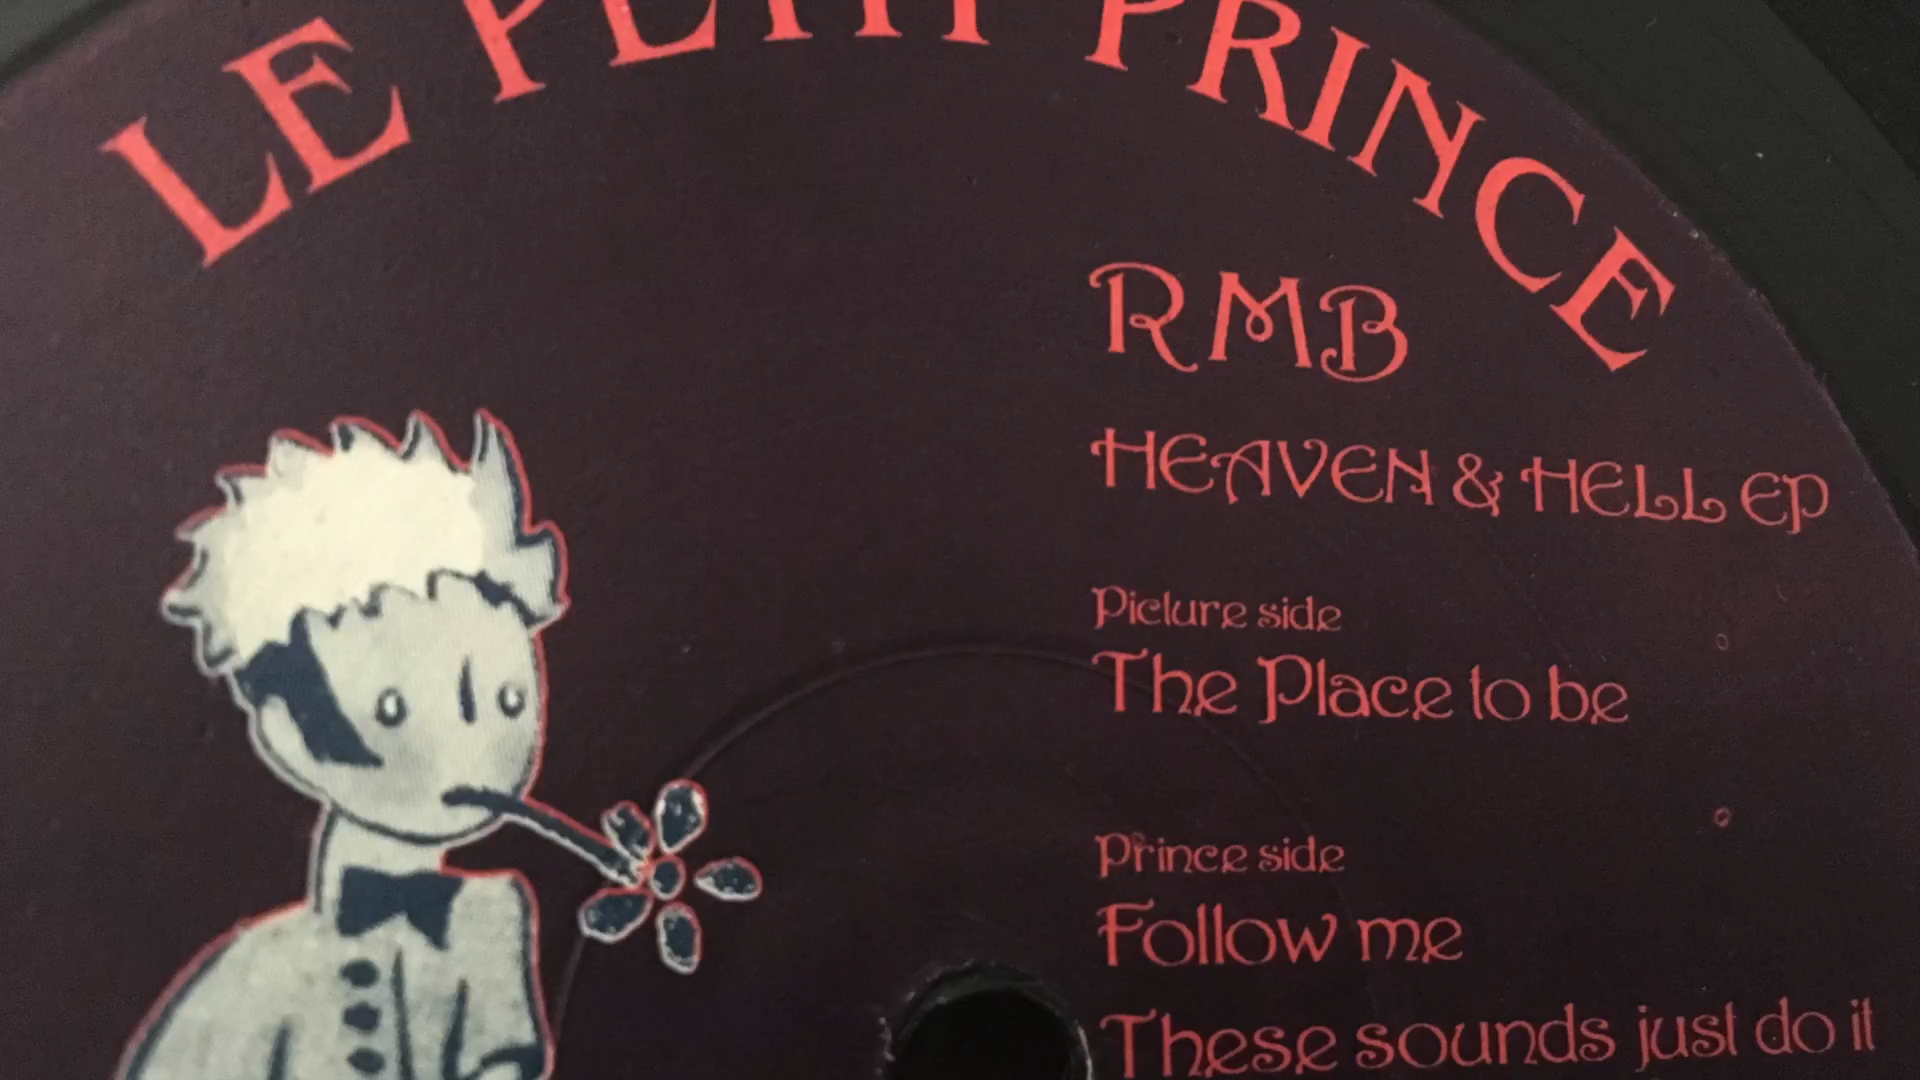 LE PETIT PRINCE
RMB
HEAVEN & HELL EP
Picture side
The Place to be
Prince side
Follow me
These sounds just do it